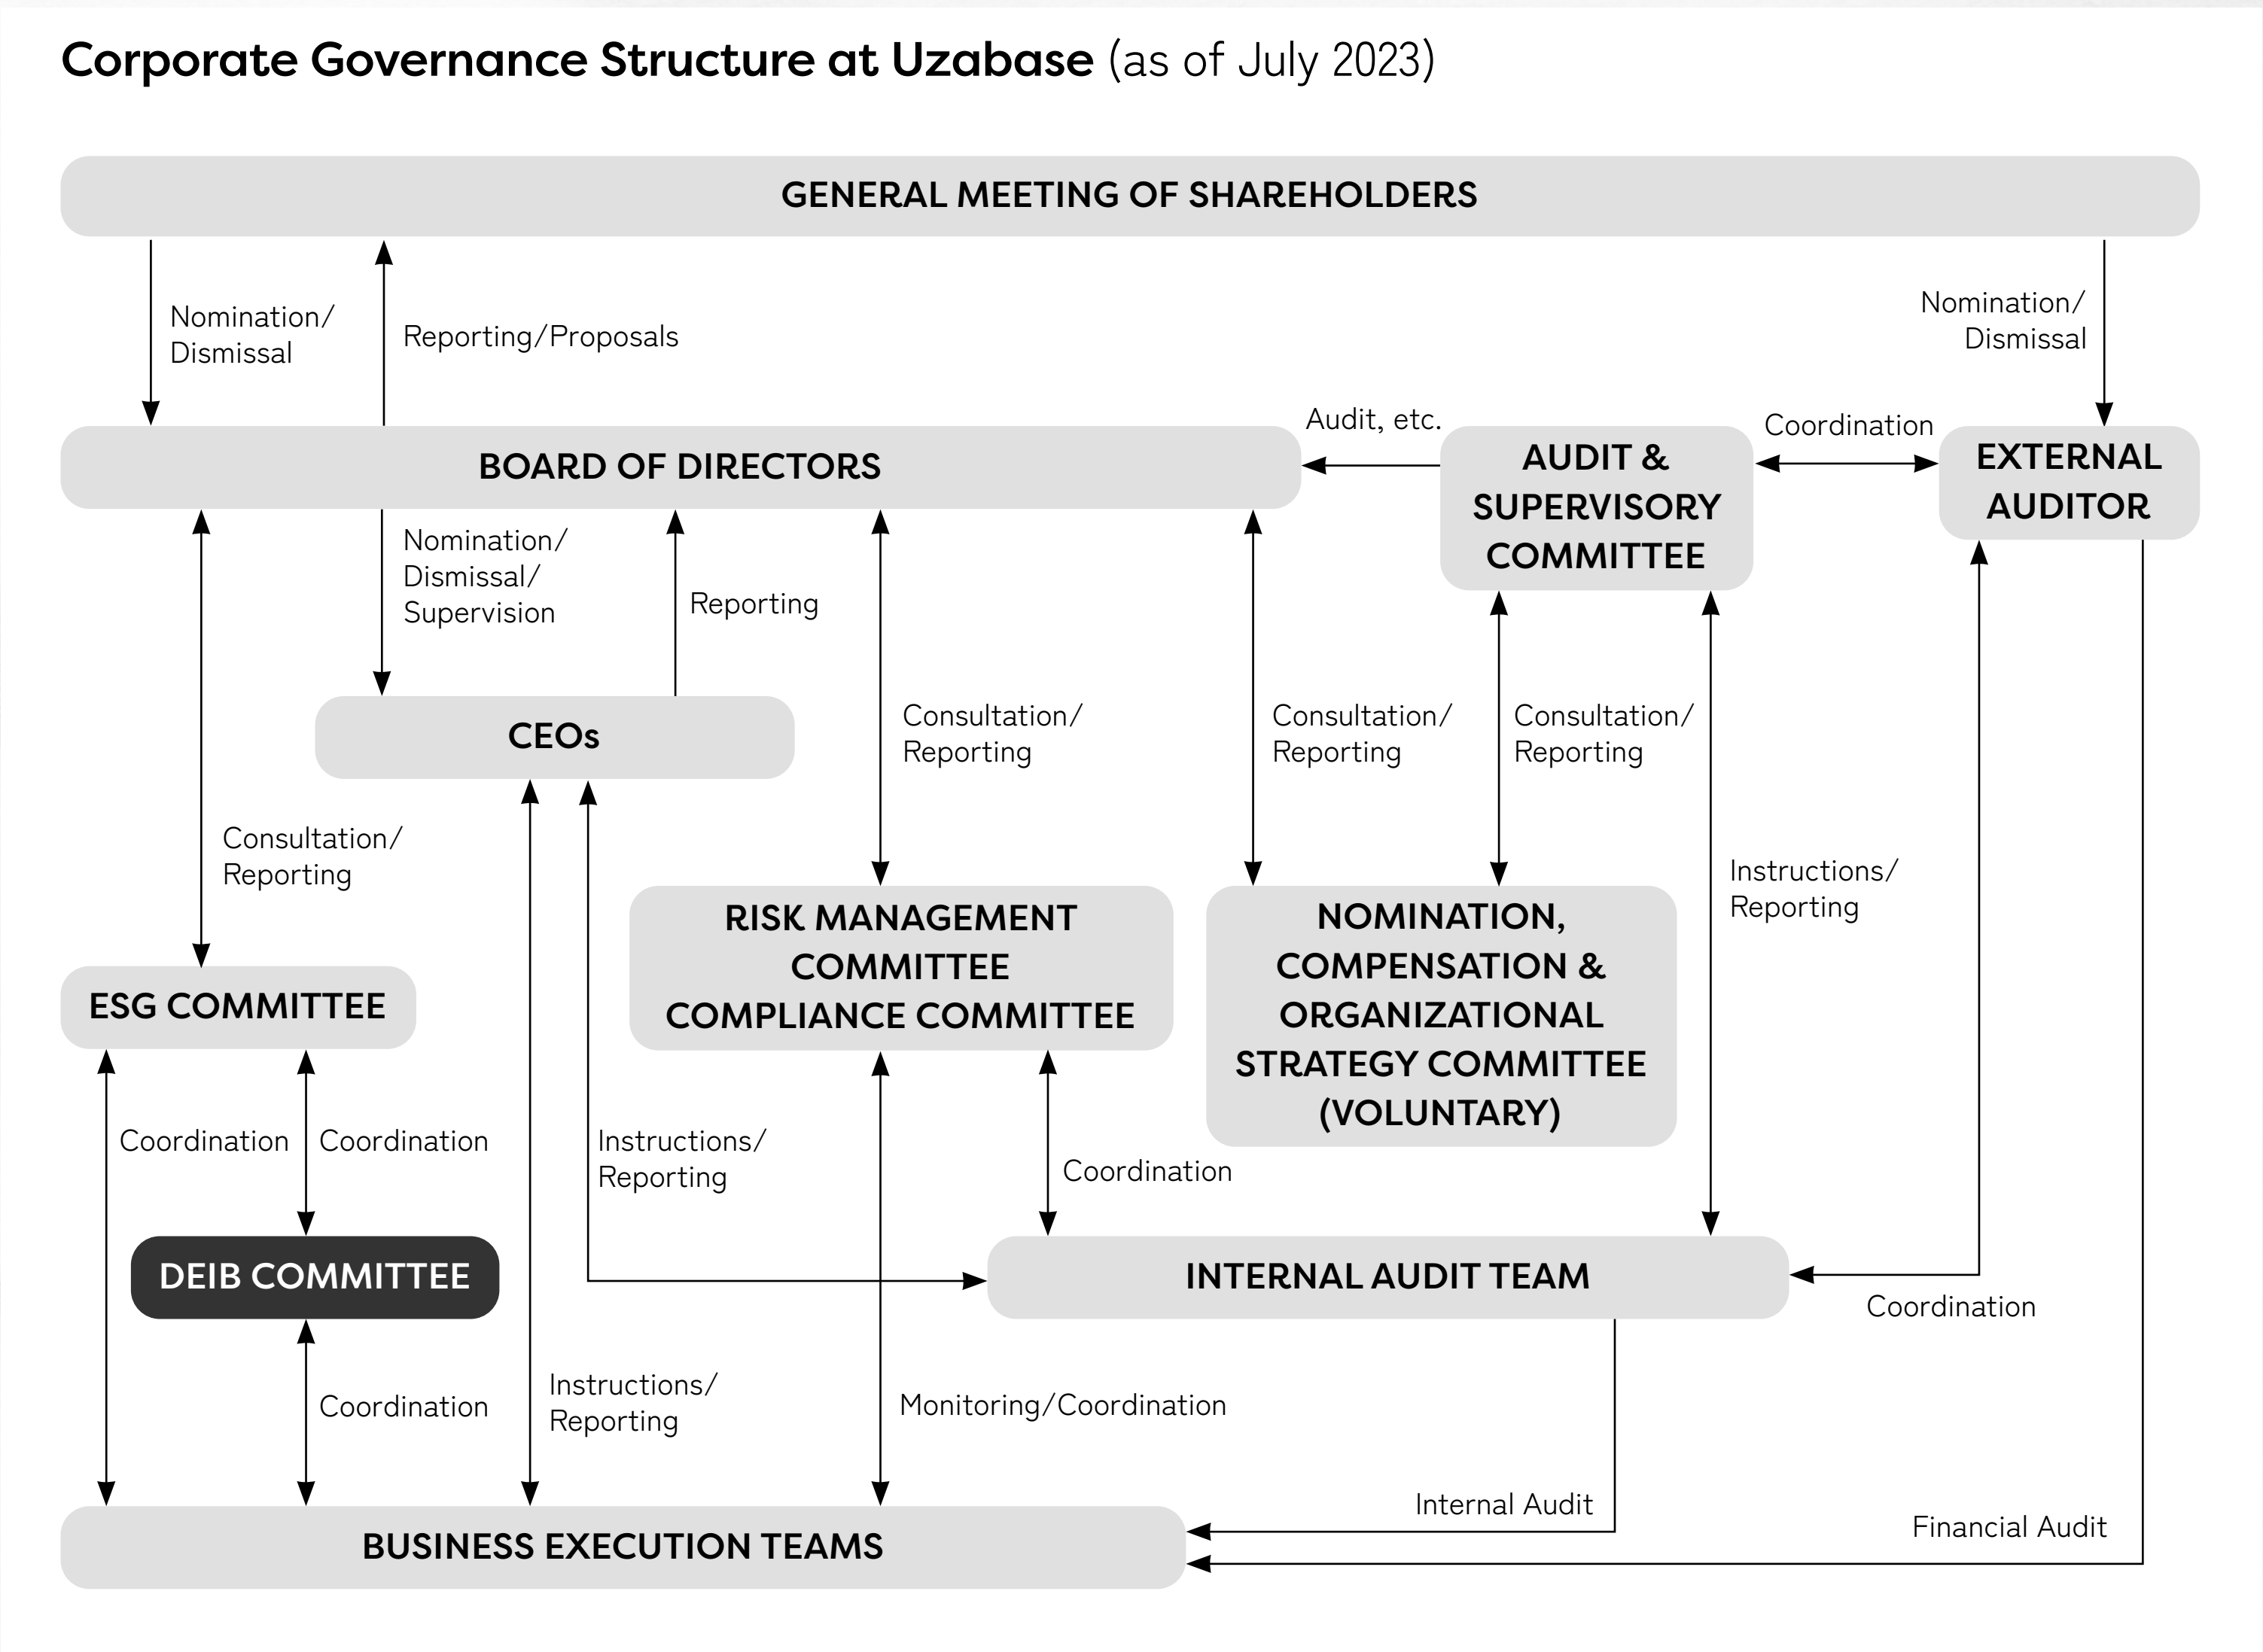 Corporate Governance Structure at Uzabase (as of July 2023)
GENERAL MEETING OF SHAREHOLDERS
Nomination/
Dismissal
Reporting/Proposals
Nomination/
Dismissal
BOARD OF DIRECTORS
Audit, etc.
AUDIT &
SUPERVISORY
COMMITTEE
Coordination
EXTERNAL
AUDITOR
Nomination/
Dismissal/
Supervision
Reporting
CEOs
Consultation/
Reporting
Consultation/
Reporting
Consultation/
Reporting
Consultation/
Reporting
Instructions/
Reporting
ESG COMMITTEE
RISK MANAGEMENT
COMMITTEE
COMPLIANCE COMMITTEE
NOMINATION,
COMPENSATION &
ORGANIZATIONAL
STRATEGY COMMITTEE
(VOLUNTARY)
Coordination
Coordination
Instructions/
Reporting
Coordination
DEIB COMMITTEE
INTERNAL AUDIT TEAM
Coordination
Coordination
Instructions/
Reporting
Monitoring/Coordination
Internal Audit
Financial Audit
BUSINESS EXECUTION TEAMS